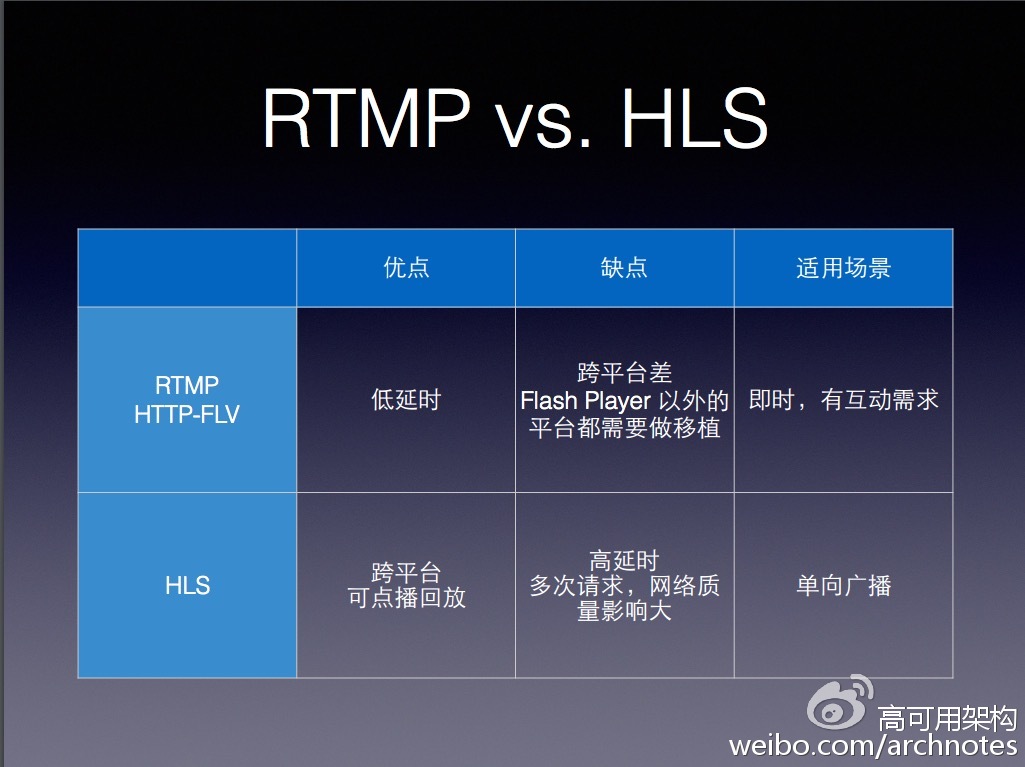 RTMP vs. HLS
优点
缺点
适用场景
RTMP
HTTP-FLV
低延时
跨平台差
Flash Player 以外的
平台都需要做移植
即时，有互动需求
HLS
跨平台
可点播回放
高延时
多次请求，网络质
量影响大
单向广播
高可用架构
weibo.com/archnotes